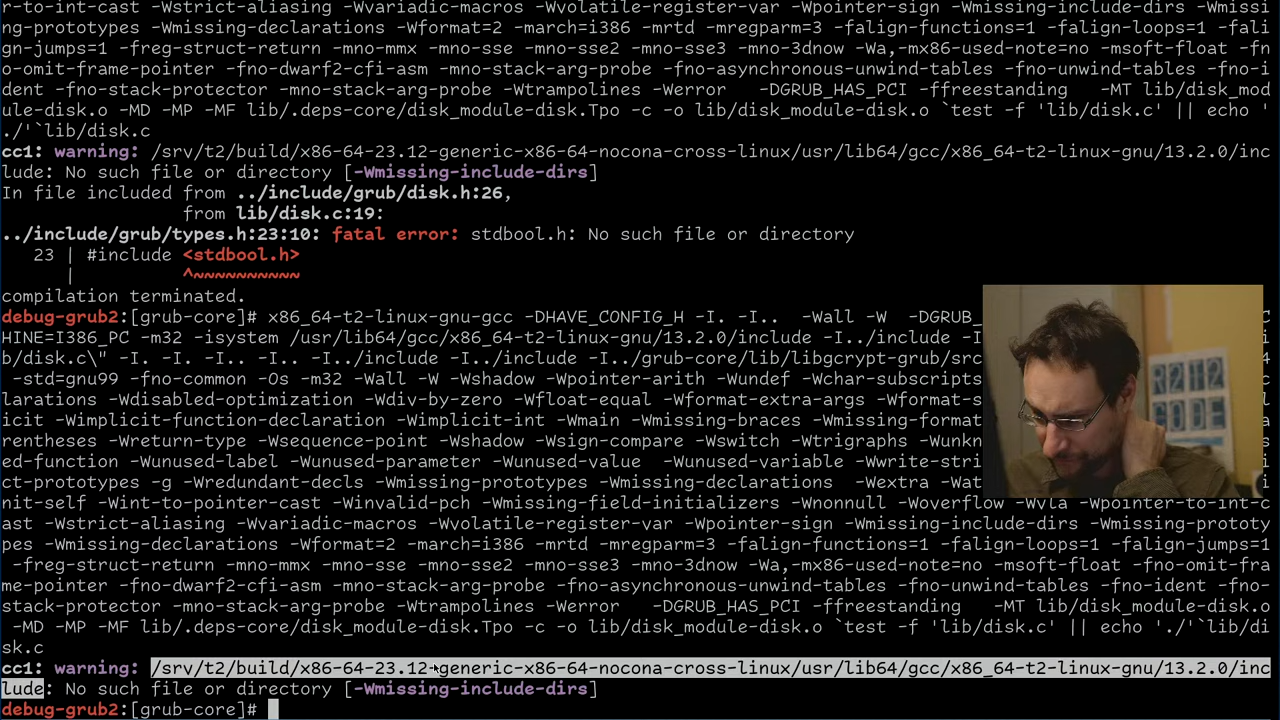 r-to-int-cast -Wstrict-aliasing -Wvariadic-macros -Wvolatile-register-var -Wpointer-sign -Wmissing-include-dirs -Wmissi
ng-prototypes -Wmissing-declarations -Wformat=2 -march=i386 -mrtd -mregparm=3 -falign-functions=1 -falign-loops=1 -fali
gn-jumps=1 -freg-struct-return -mno-mmx -mno-sse -mno-sse2 -mno-sse3 -mno-3dnow -Wa,-mx86-used-note=no -msoft-float -fn
o-omit-frame-pointer -fno-dwarf2-cfi-asm -mno-stack-arg-probe -fno-asynchronous-unwind-tables -fno-unwind-tables -fno-i
dent -fno-stack-protector -mno-stack-arg-probe -Wtrampolines -Werror   -DGRUB_HAS_PCI -ffreestanding   -MT lib/disk_mod
ule-disk.o -MD -MP -MF lib/.deps-core/disk_module-disk.Tpo -c -o lib/disk_module-disk.o `test -f 'lib/disk.c' || echo '
./'`lib/disk.c
cc1: warning: /srv/t2/build/x86-64-23.12-generic-x86-64-nocona-cross-linux/usr/lib64/gcc/x86_64-t2-linux-gnu/13.2.0/inc
lude: No such file or directory [-Wmissing-include-dirs]
In file included from ../include/grub/disk.h:26,
                 from lib/disk.c:19:
../include/grub/types.h:23:10: fatal error: stdbool.h: No such file or directory
   23 | #include <stdbool.h>
      |          ^~~~~~~~~~~
compilation terminated.
debug-grub2:[grub-core]# x86_64-t2-linux-gnu-gcc -DHAVE_CONFIG_H -I. -I..  -Wall -W  -DGRUB_ C
HINE=I386_PC -m32 -isystem /usr/lib64/gcc/x86_64-t2-linux-gnu/13.2.0/include -I../include -I
b/disk.c\" -I. -I. -I.. -I.. -I../include -I../grub-core/lib/libgcrypt-grub/src 4
 -std=gnu99 -fno-common -Os -m32 -Wall -W -Wshadow -Wpointer-arith -Wundef -Wchar-subscripts
larations -Wdisabled-optimization -Wdiv-by-zero -Wfloat-equal -Wformat-extra-args -Wformat-s l
icit -Wimplicit-function-declaration -Wimplicit-int -Wmain -Wmissing-braces -Wmissing-format a
rentheses -Wreturn-type -Wsequence-point -Wshadow -Wsign-compare -Wswitch -Wtrigraphs -Wunkn l
ed-function -Wunused-label -Wunused-parameter -Wunused-value  -Wunused-variable -Wwrite-stri i
ct-prototypes -g -Wredundant-decls -Wmissing-prototypes -Wmissing-declarations  -Wextra -Wat i
nit-self -Wint-to-pointer-cast -Winvalid-pch -Wmissing-field-initializers -Wnonnull -Woverflow -Wvla -Wpointer-to-int-c
ast -Wstrict-aliasing -Wvariadic-macros -Wvolatile-register-var -Wpointer-sign -Wmissing-include-dirs -Wmissing-prototy
pes -Wmissing-declarations -Wformat=2 -march=i386 -mrtd -mregparm=3 -falign-functions=1 -falign-loops=1 -falign-jumps=1
 -freg-struct-return -mno-mmx -mno-sse -mno-sse2 -mno-sse3 -mno-3dnow -Wa,-mx86-used-note=no -msoft-float -fno-omit-fra
me-pointer -fno-dwarf2-cfi-asm -mno-stack-arg-probe -fno-asynchronous-unwind-tables -fno-unwind-tables -fno-ident -fno-
stack-protector -mno-stack-arg-probe -Wtrampolines -Werror   -DGRUB_HAS_PCI -ffreestanding   -MT lib/disk_module-disk.o
 -MD -MP -MF lib/.deps-core/disk_module-disk.Tpo -c -o lib/disk_module-disk.o `test -f 'lib/disk.c' || echo './'`lib/di
sk.c
cc1: warning: /srv/t2/build/x86-64-23.12-generic-x86-64-nocona-cross-linux/usr/lib64/gcc/x86_64-t2-linux-gnu/13.2.0/inc
lude: No such file or directory [-Wmissing-include-dirs]
debug-grub2:[grub-core]#